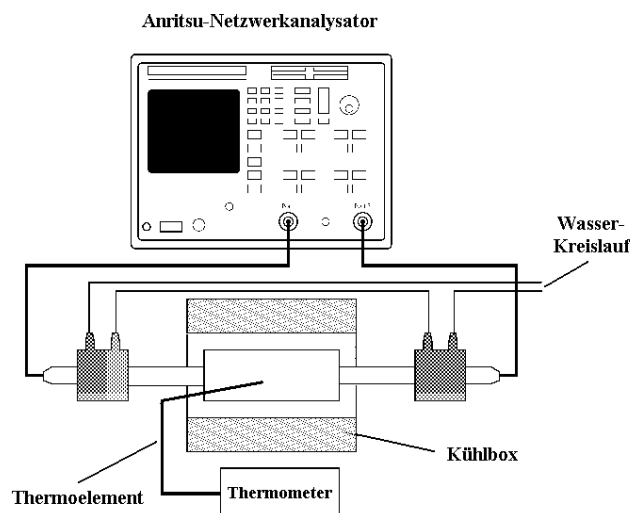 Anritsu-Netzwerkanalysator
Wasser-
Kreislauf
Kühlbox
Thermoelement
Thermometer